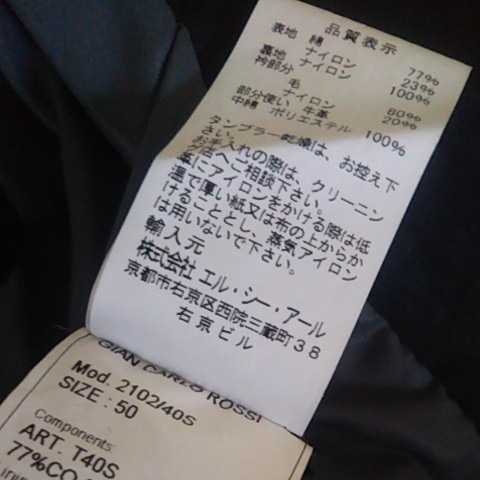 品質表示
表地 綿 77%
ナイロン 23%
裏地 ナイロン 100%
衿部分 毛 80%
ナイロン 20%
部分使い 牛革
中綿 ポリエステル 100%
タンブラー乾燥は、お控え下
さい。
お手入れの際は、クリーニン
グ店へご相談下さい。
革にアイロンをかける際は低
温で厚い紙又は布の上からか
けることとし、蒸気アイロン
は用いないで下さい。
輸入元
株式会社 エル・シー・アール
京都市右京区西院三蔵町38
右京ビル
GIAN CARLO ROSSI
Mod. 2102/40S
SIZE : 50
Components:
ART. T40S
77%CO